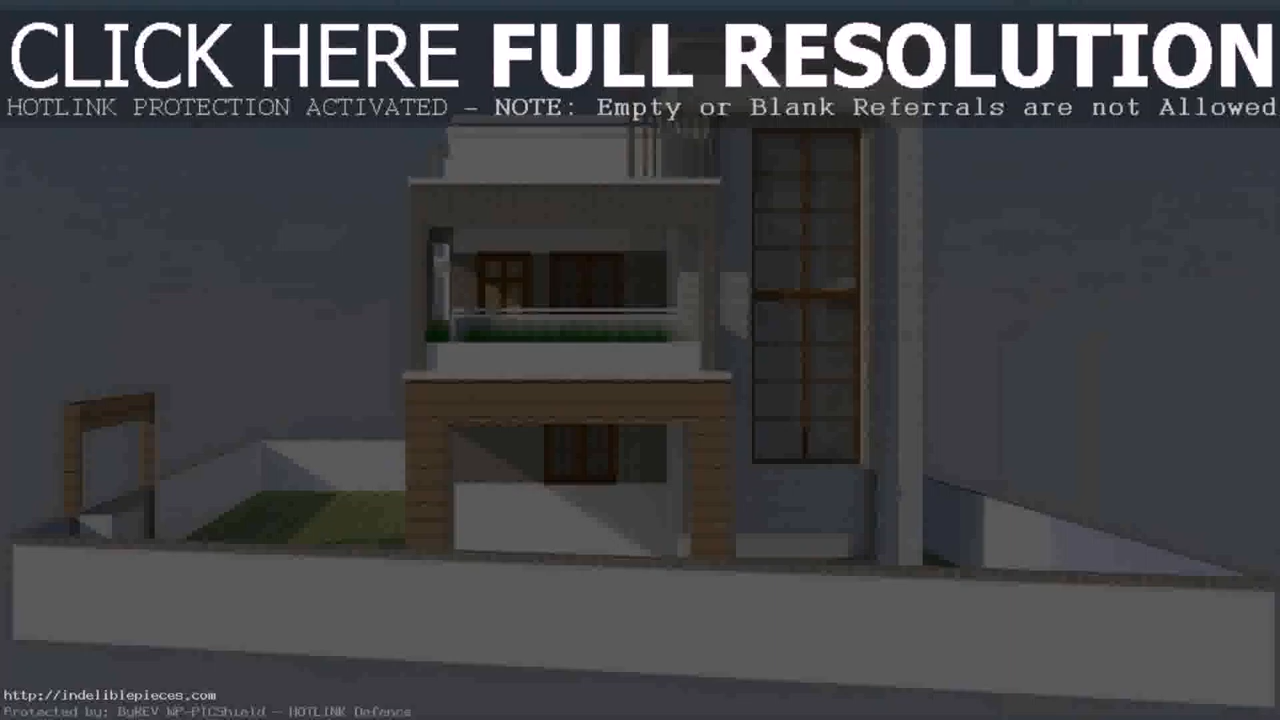 CLICK HERE FULL RESOLUTION
HOTLINK PROTECTION ACTIVATED – NOTE: Empty or Blank Referrals are not Allowed
http://indeliblepieces.com
Protected by: ByREV WP-PICShield – HOTLINK Defence